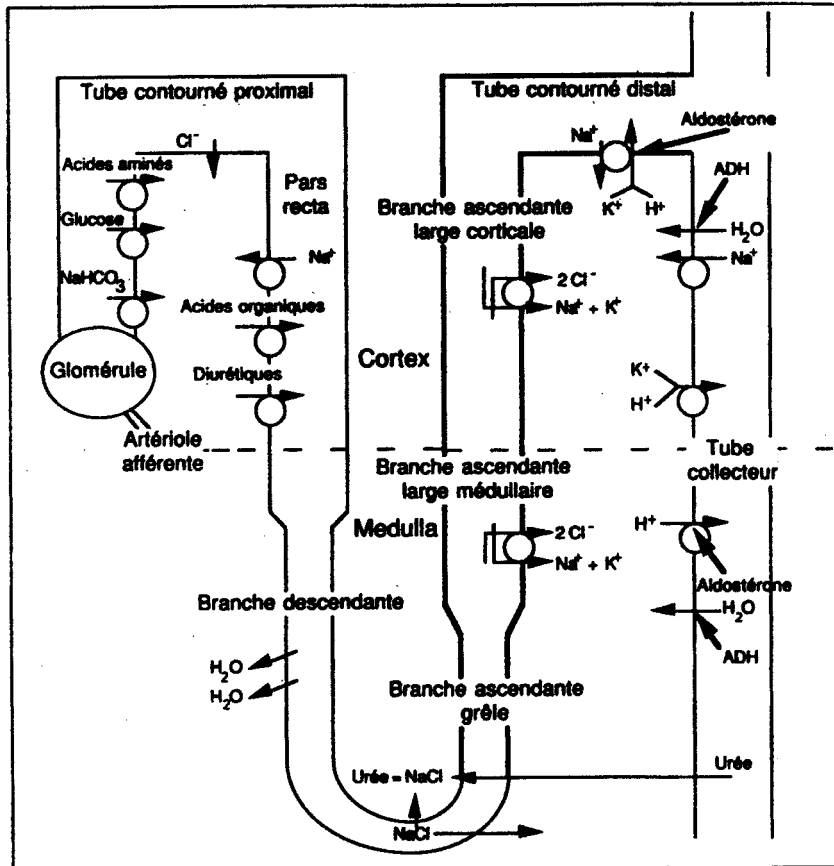 Tube contourné proximal
Cl⁻
Acides aminés
Glucose
NaHCO₃
Glomérule
Artériole
afférente
Pars
recta
Na⁺
Acides organiques
Diurétiques
Cortex
Medulla
Branche descendante
H₂O
H₂O
Urée = NaCl
NaCl
Tube contourné distal
Na⁺
K⁺
H⁺
Aldostérone
ADH
H₂O
Na⁺
Branche ascendante
large corticale
2 Cl⁻
Na⁺ + K⁺
K⁺
H⁺
Tube
collecteur
Branche ascendante
large médullaire
2 Cl⁻
Na⁺ + K⁺
H⁺
Aldostérone
H₂O
ADH
Branche ascendante
grêle
Urée